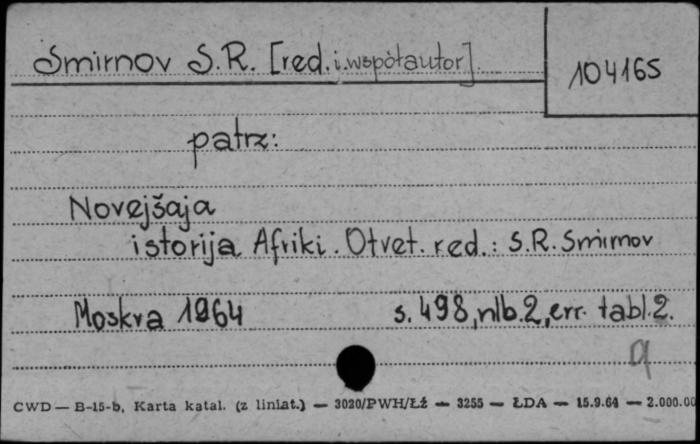 Smirnov S.R. [red. i. współautor].
104165
patrz:
Novejšaja
istorija Afriki. Otvet. red.: S.R. Smirnov
Moskva 1964 s. 498, nlb. 2, err. tabl. 2.
CWD — B-15-b, Karta katal. (z liniat.) — 3020/PWH/Łź — 3255 — ŁDA — 15.9.64 — 2.000.00